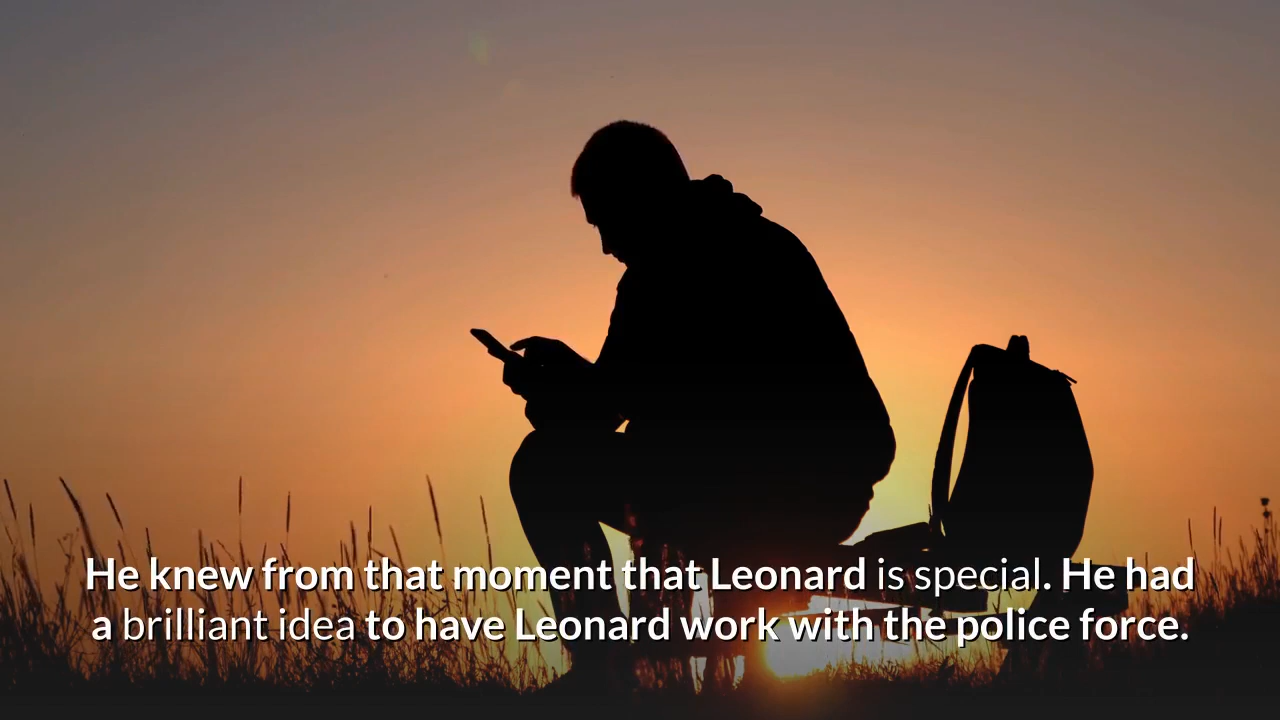 He knew from that moment that Leonard is special. He had
a brilliant idea to have Leonard work with the police force.